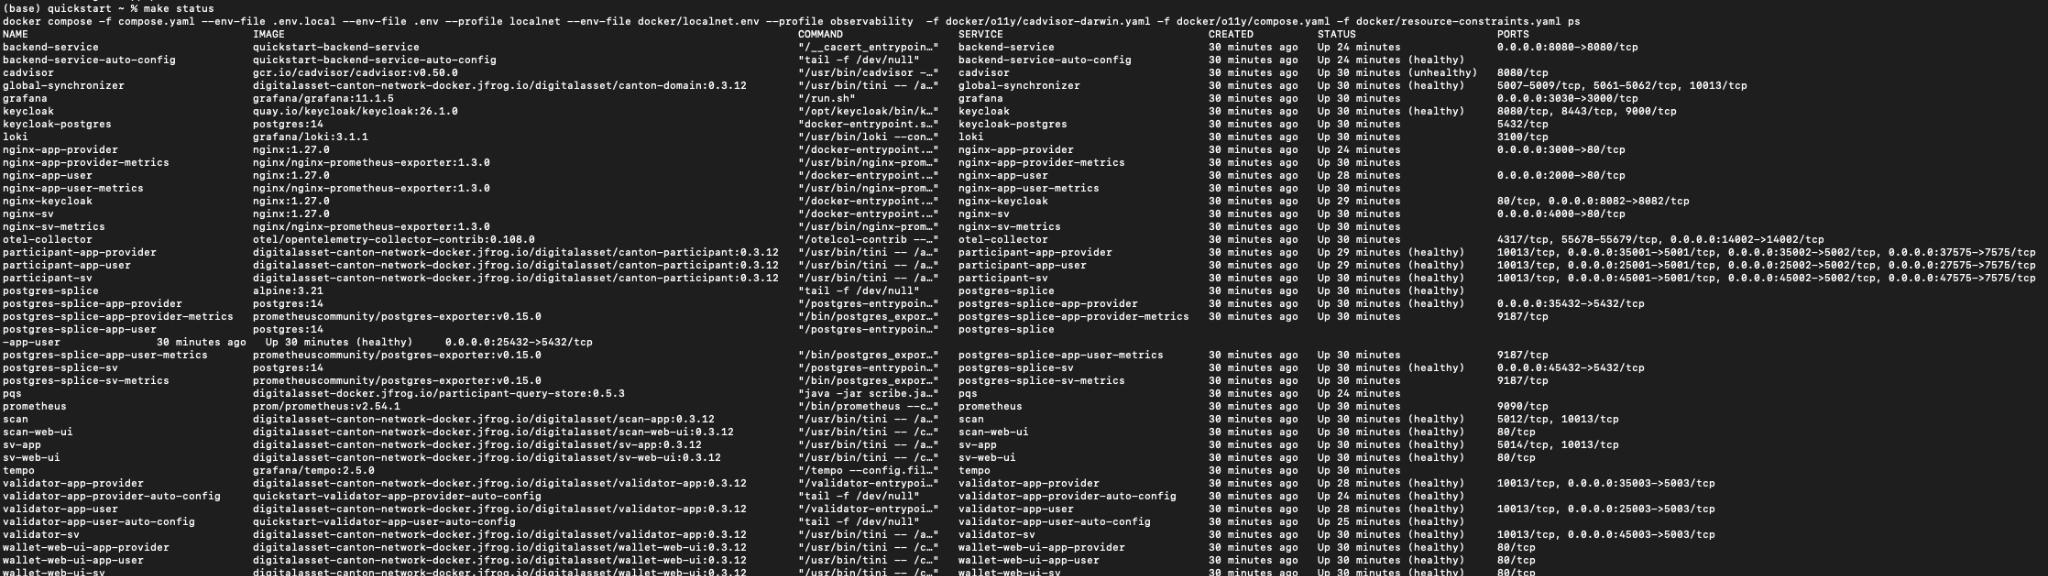 (base) quickstart ~ % make status
docker compose -f compose.yaml --env-file .env.local --env-file .env --profile localnet --env-file docker/localnet.env --profile observability  -f docker/o11y/cadvisor-darwin.yaml -f docker/o11y/compose.yaml -f docker/resource-constraints.yaml ps
NAME IMAGE COMMAND SERVICE CREATED STATUS PORTS
backend-service quickstart-backend-service "/__cacert_entrypoin…" backend-service 30 minutes ago Up 24 minutes 0.0.0.0:8080->8080/tcp
backend-service-auto-config quickstart-backend-service-auto-config "tail -f /dev/null" backend-service-auto-config 30 minutes ago Up 24 minutes (healthy)
cadvisor gcr.io/cadvisor/cadvisor:v0.50.0 "/usr/bin/cadvisor -…" cadvisor 30 minutes ago Up 30 minutes (unhealthy) 8080/tcp
global-synchronizer digitalasset-canton-network-docker.jfrog.io/digitalasset/canton-domain:0.3.12 "/usr/bin/tini -- /a…" global-synchronizer 30 minutes ago Up 30 minutes (healthy) 5007-5009/tcp, 5061-5062/tcp, 10013/tcp
grafana grafana/grafana:11.1.5 "/run.sh" grafana 30 minutes ago Up 30 minutes 0.0.0.0:3030->3000/tcp
keycloak quay.io/keycloak/keycloak:26.1.0 "/opt/keycloak/bin/k…" keycloak 30 minutes ago Up 30 minutes (healthy) 8080/tcp, 8443/tcp, 9000/tcp
keycloak-postgres postgres:14 "docker-entrypoint.s…" keycloak-postgres 30 minutes ago Up 30 minutes 5432/tcp
loki grafana/loki:3.1.1 "/usr/bin/loki --con…" loki 30 minutes ago Up 30 minutes 3100/tcp
nginx-app-provider nginx:1.27.0 "/docker-entrypoint.…" nginx-app-provider 30 minutes ago Up 24 minutes 0.0.0.0:3000->80/tcp
nginx-app-provider-metrics nginx/nginx-prometheus-exporter:1.3.0 "/usr/bin/nginx-prom…" nginx-app-provider-metrics 30 minutes ago Up 30 minutes
nginx-app-user nginx:1.27.0 "/docker-entrypoint.…" nginx-app-user 30 minutes ago Up 28 minutes 0.0.0.0:2000->80/tcp
nginx-app-user-metrics nginx/nginx-prometheus-exporter:1.3.0 "/usr/bin/nginx-prom…" nginx-app-user-metrics 30 minutes ago Up 30 minutes
nginx-keycloak nginx:1.27.0 "/docker-entrypoint.…" nginx-keycloak 30 minutes ago Up 29 minutes 80/tcp, 0.0.0.0:8082->8082/tcp
nginx-sv nginx:1.27.0 "/docker-entrypoint.…" nginx-sv 30 minutes ago Up 30 minutes 0.0.0.0:4000->80/tcp
nginx-sv-metrics nginx/nginx-prometheus-exporter:1.3.0 "/usr/bin/nginx-prom…" nginx-sv-metrics 30 minutes ago Up 30 minutes
otel-collector otel/opentelemetry-collector-contrib:0.108.0 "/otelcol-contrib --…" otel-collector 30 minutes ago Up 30 minutes 4317/tcp, 55678-55679/tcp, 0.0.0.0:14002->14002/tcp
participant-app-provider digitalasset-canton-network-docker.jfrog.io/digitalasset/canton-participant:0.3.12 "/usr/bin/tini -- /a…" participant-app-provider 30 minutes ago Up 29 minutes (healthy) 10013/tcp, 0.0.0.0:35001->5001/tcp, 0.0.0.0:35002->5002/tcp, 0.0.0.0:37575->7575/tcp
participant-app-user digitalasset-canton-network-docker.jfrog.io/digitalasset/canton-participant:0.3.12 "/usr/bin/tini -- /a…" participant-app-user 30 minutes ago Up 29 minutes (healthy) 10013/tcp, 0.0.0.0:25001->5001/tcp, 0.0.0.0:25002->5002/tcp, 0.0.0.0:27575->7575/tcp
participant-sv digitalasset-canton-network-docker.jfrog.io/digitalasset/canton-participant:0.3.12 "/usr/bin/tini -- /a…" participant-sv 30 minutes ago Up 30 minutes (healthy) 10013/tcp, 0.0.0.0:45001->5001/tcp, 0.0.0.0:45002->5002/tcp, 0.0.0.0:47575->7575/tcp
postgres-splice alpine:3.21 "tail -f /dev/null" postgres-splice 30 minutes ago Up 30 minutes (healthy)
postgres-splice-app-provider postgres:14 "/postgres-entrypoin…" postgres-splice-app-provider 30 minutes ago Up 30 minutes (healthy) 0.0.0.0:35432->5432/tcp
postgres-splice-app-provider-metrics prometheuscommunity/postgres-exporter:v0.15.0 "/bin/postgres_expor…" postgres-splice-app-provider-metrics 30 minutes ago Up 30 minutes 9187/tcp
postgres-splice-app-user postgres:14 "/postgres-entrypoin…" postgres-splice
-app-user 30 minutes ago Up 30 minutes (healthy) 0.0.0.0:25432->5432/tcp
postgres-splice-app-user-metrics prometheuscommunity/postgres-exporter:v0.15.0 "/bin/postgres_expor…" postgres-splice-app-user-metrics 30 minutes ago Up 30 minutes 9187/tcp
postgres-splice-sv postgres:14 "/postgres-entrypoin…" postgres-splice-sv 30 minutes ago Up 30 minutes (healthy) 0.0.0.0:45432->5432/tcp
postgres-splice-sv-metrics prometheuscommunity/postgres-exporter:v0.15.0 "/bin/postgres_expor…" postgres-splice-sv-metrics 30 minutes ago Up 30 minutes 9187/tcp
pqs digitalasset-docker.jfrog.io/participant-query-store:0.5.3 "java -jar scribe.ja…" pqs 30 minutes ago Up 24 minutes
prometheus prom/prometheus:v2.54.1 "/bin/prometheus --c…" prometheus 30 minutes ago Up 30 minutes 9090/tcp
scan digitalasset-canton-network-docker.jfrog.io/digitalasset/scan-app:0.3.12 "/usr/bin/tini -- /a…" scan 30 minutes ago Up 30 minutes (healthy) 5012/tcp, 10013/tcp
scan-web-ui digitalasset-canton-network-docker.jfrog.io/digitalasset/scan-web-ui:0.3.12 "/usr/bin/tini -- /c…" scan-web-ui 30 minutes ago Up 30 minutes (healthy) 80/tcp
sv-app digitalasset-canton-network-docker.jfrog.io/digitalasset/sv-app:0.3.12 "/usr/bin/tini -- /a…" sv-app 30 minutes ago Up 30 minutes (healthy) 5014/tcp, 10013/tcp
sv-web-ui digitalasset-canton-network-docker.jfrog.io/digitalasset/sv-web-ui:0.3.12 "/usr/bin/tini -- /c…" sv-web-ui 30 minutes ago Up 30 minutes (healthy) 80/tcp
tempo grafana/tempo:2.5.0 "/tempo --config.fil…" tempo 30 minutes ago Up 30 minutes
validator-app-provider digitalasset-canton-network-docker.jfrog.io/digitalasset/validator-app:0.3.12 "/validator-entrypoi…" validator-app-provider 30 minutes ago Up 28 minutes (healthy) 10013/tcp, 0.0.0.0:35003->5003/tcp
validator-app-provider-auto-config quickstart-validator-app-provider-auto-config "tail -f /dev/null" validator-app-provider-auto-config 30 minutes ago Up 24 minutes (healthy)
validator-app-user digitalasset-canton-network-docker.jfrog.io/digitalasset/validator-app:0.3.12 "/validator-entrypoi…" validator-app-user 30 minutes ago Up 28 minutes (healthy) 10013/tcp, 0.0.0.0:25003->5003/tcp
validator-app-user-auto-config quickstart-validator-app-user-auto-config "tail -f /dev/null" validator-app-user-auto-config 30 minutes ago Up 25 minutes (healthy)
validator-sv digitalasset-canton-network-docker.jfrog.io/digitalasset/validator-app:0.3.12 "/usr/bin/tini -- /a…" validator-sv 30 minutes ago Up 30 minutes (healthy) 10013/tcp, 0.0.0.0:45003->5003/tcp
wallet-web-ui-app-provider digitalasset-canton-network-docker.jfrog.io/digitalasset/wallet-web-ui:0.3.12 "/usr/bin/tini -- /c…" wallet-web-ui-app-provider 30 minutes ago Up 30 minutes (healthy) 80/tcp
wallet-web-ui-app-user digitalasset-canton-network-docker.jfrog.io/digitalasset/wallet-web-ui:0.3.12 "/usr/bin/tini -- /c…" wallet-web-ui-app-user 30 minutes ago Up 30 minutes (healthy) 80/tcp
wallet-web-ui-sv digitalasset-canton-network-docker.jfrog.io/digitalasset/wallet-web-ui:0.3.12 "/usr/bin/tini -- /c…" wallet-web-ui-sv 30 minutes ago Up 30 minutes (healthy) 80/tcp